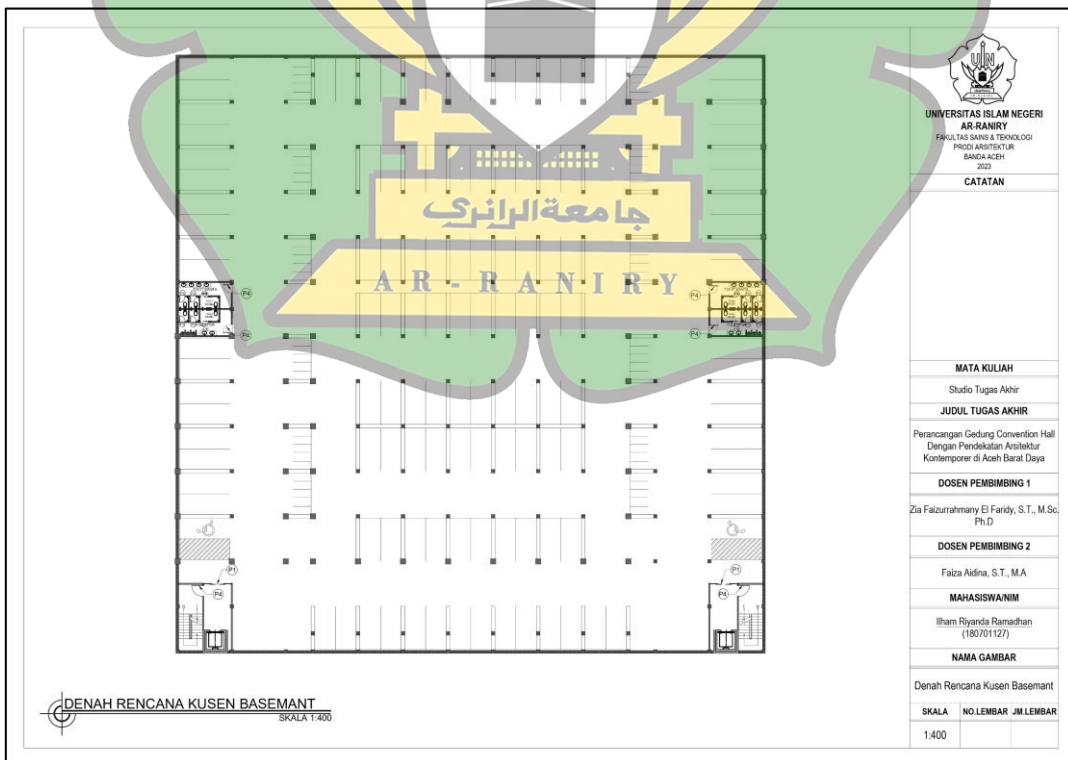 جامعة الرانري
AR - RANIRY
P4
P4
P4
P4
P1
P4
P1
P4
DENAH RENCANA KUSEN BASEMANT
SKALA 1:400
UIN
UNIVERSITAS ISLAM NEGERI
AR-RANIRY
FAKULTAS SAINS & TEKNOLOGI
PRODI ARSITEKTUR
BANDA ACEH
2023
CATATAN
MATA KULIAH
Studio Tugas Akhir
JUDUL TUGAS AKHIR
Perancangan Gedung Convention Hall
Dengan Pendekatan Arsitektur
Kontemporer di Aceh Barat Daya
DOSEN PEMBIMBING 1
Zia Faizurrahmany El Faridy, S.T., M.Sc.
Ph.D
DOSEN PEMBIMBING 2
Faiza Aidina, S.T., M.A
MAHASISWA/NIM
Ilham Riyanda Ramadhan
(180701127)
NAMA GAMBAR
Denah Rencana Kusen Basemant
SKALA NO.LEMBAR JM.LEMBAR
1:400